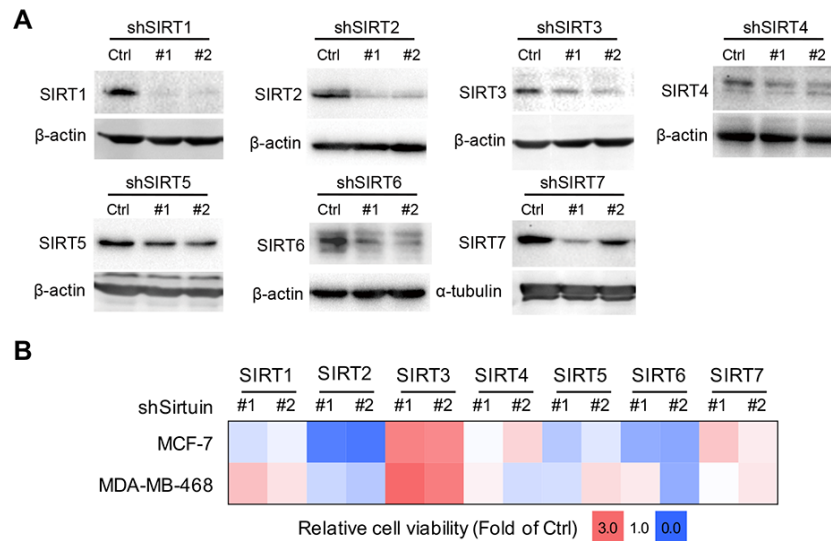 A
shSIRT1 shSIRT2 shSIRT3 shSIRT4
Ctrl #1 #2 Ctrl #1 #2 Ctrl #1 #2 Ctrl #1 #2
SIRT1 SIRT2 SIRT3 SIRT4
β-actin β-actin β-actin β-actin
shSIRT5 shSIRT6 shSIRT7
Ctrl #1 #2 Ctrl #1 #2 Ctrl #1 #2
SIRT5 SIRT6 SIRT7
β-actin β-actin α-tubulin
B
SIRT1 SIRT2 SIRT3 SIRT4 SIRT5 SIRT6 SIRT7
shSirtuin #1 #2 #1 #2 #1 #2 #1 #2 #1 #2 #1 #2 #1 #2
MCF-7
MDA-MB-468
Relative cell viability (Fold of Ctrl) 3.0 1.0 0.0